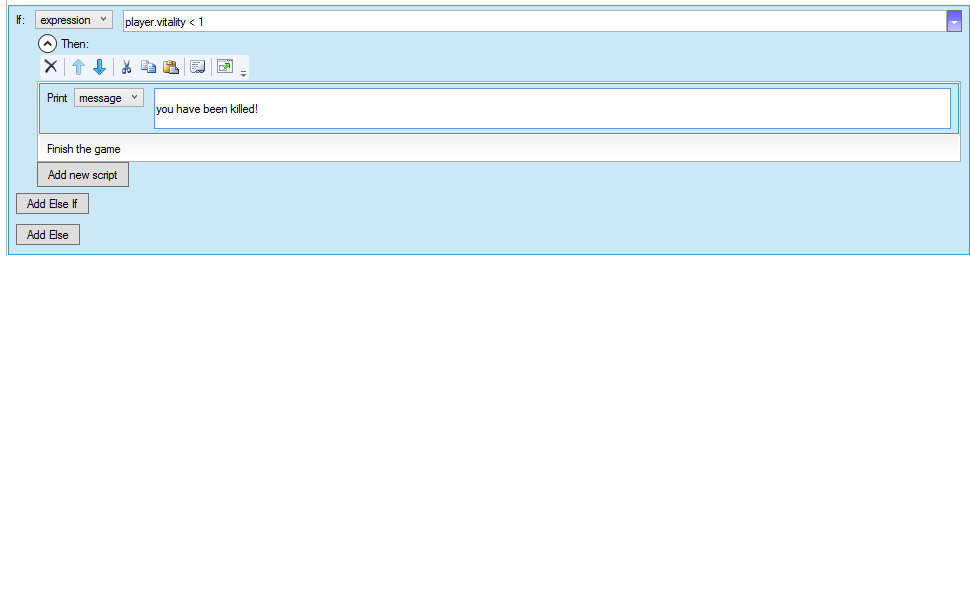 If: expression player.vitality < 1
Then:
Print message you have been killed!
Finish the game
Add new script
Add Else If
Add Else